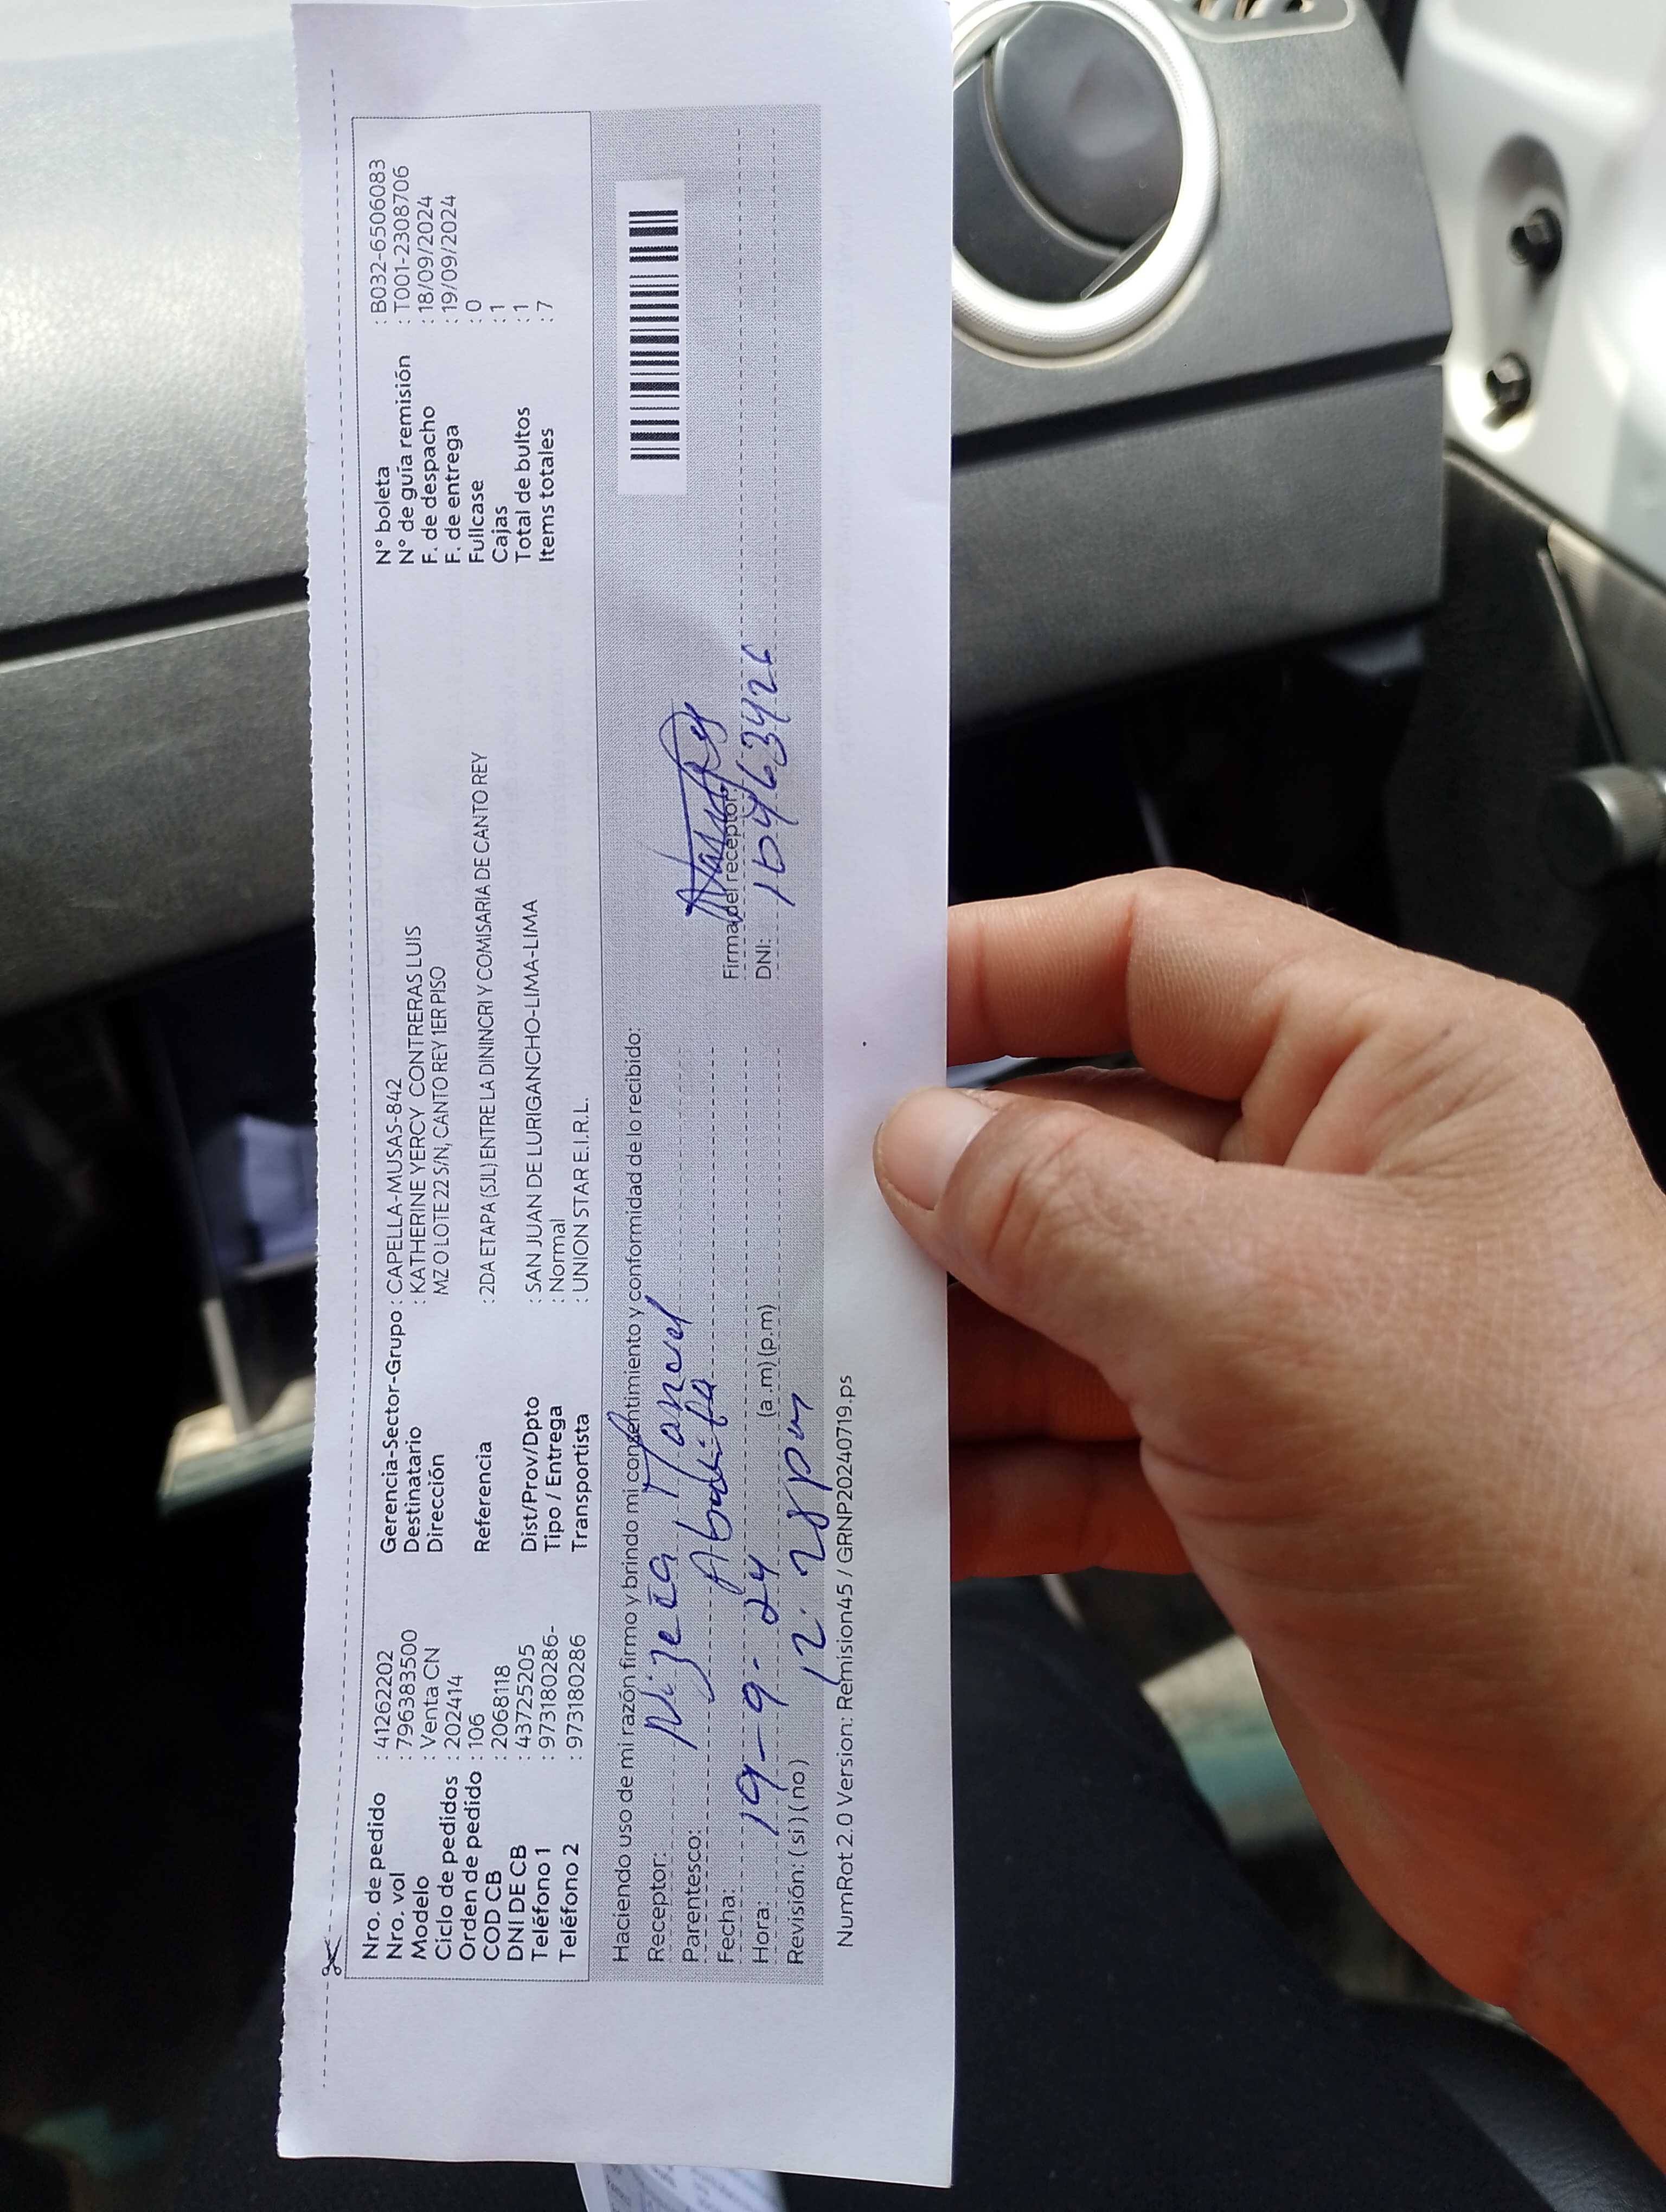 Nro. de pedido : 41262202
Nro. vol : 796383500
Modelo : Venta CN
Ciclo de pedidos : 202414
Orden de pedido : 106
COD CB : 2068118
DNI DE CB : 43725205
Teléfono 1 : 973180286-
Teléfono 2 : 973180286
Gerencia-Sector-Grupo : CAPELLA-MUSAS-842
Destinatario : KATHERINE YERCY CONTRERAS LUIS
Dirección MZ O LOTE 22 S/N, CANTO REY 1ER PISO
Referencia : 2DA ETAPA (SJL) ENTRE LA DININCRI Y COMISARIA DE CANTO REY
Dist/Prov/Dpto : SAN JUAN DE LURIGANCHO-LIMA-LIMA
Tipo / Entrega : Normal
Transportista : UNION STAR E.I.R.L.
N° boleta : B032-6506083
N° de guía remisión : T001-2308706
F. de despacho : 18/09/2024
F. de entrega : 19/09/2024
Fullcase : 0
Cajas : 1
Total de bultos : 1
Items totales : 7
Haciendo uso de mi razón firmo y brindo mi consentimiento y conformidad de lo recibido:
Receptor:
Parentesco: Abuelita
Fecha: 19-9-24
Hora: 12:28pm (a.m) (p.m)
Revisión: (si) (no)
Firma del receptor:
DNI: 10463426
NumRot 2.0 Version: Remision45 / GRNP20240719.ps